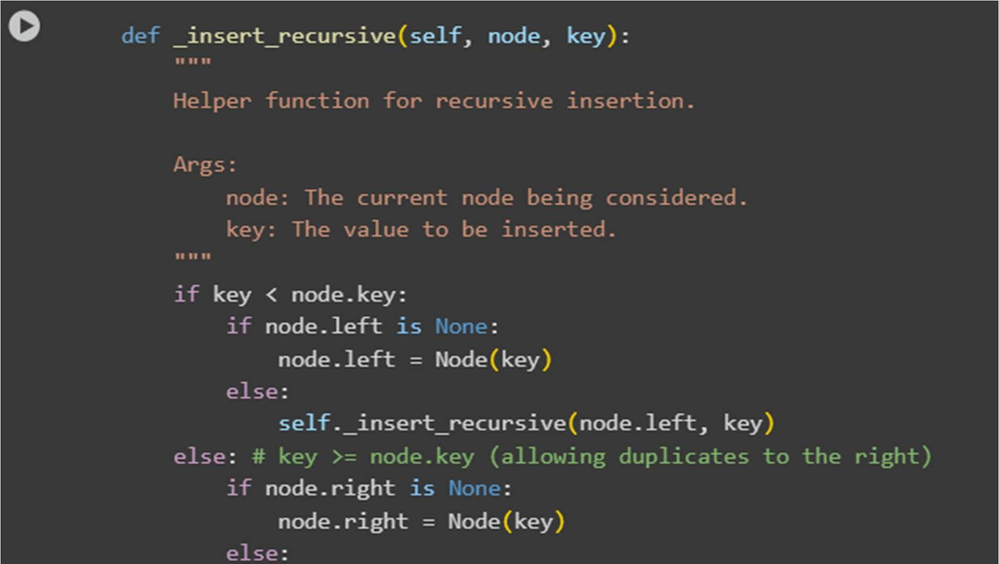 def _insert_recursive(self, node, key):
"""
Helper function for recursive insertion.
Args:
node: The current node being considered.
key: The value to be inserted.
"""
if key < node.key:
if node.left is None:
node.left = Node(key)
else:
self._insert_recursive(node.left, key)
else: # key >= node.key (allowing duplicates to the right)
if node.right is None:
node.right = Node(key)
else: